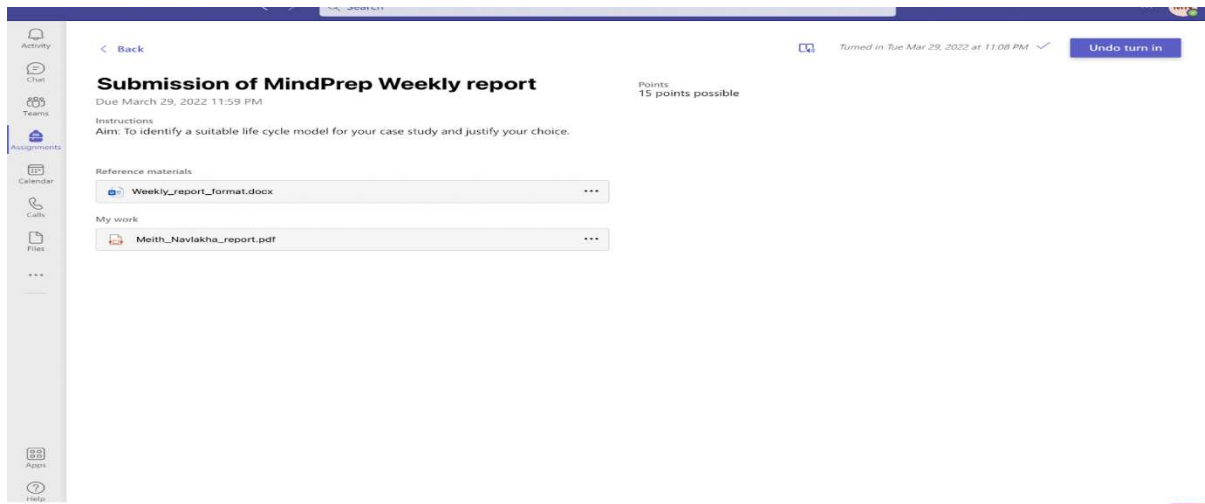 Search
Activity
Chat
Teams
Assignments
Calendar
Calls
Files
Apps
Help
Back
Turned in Tue Mar 29, 2022 at 11:08 PM
Undo turn in
Submission of MindPrep Weekly report
Due March 29, 2022 11:59 PM
Instructions
Aim: To identify a suitable life cycle model for your case study and justify your choice.
Reference materials
Weekly_report_format.docx
My work
Meith_Navlakha_report.pdf
Points
15 points possible